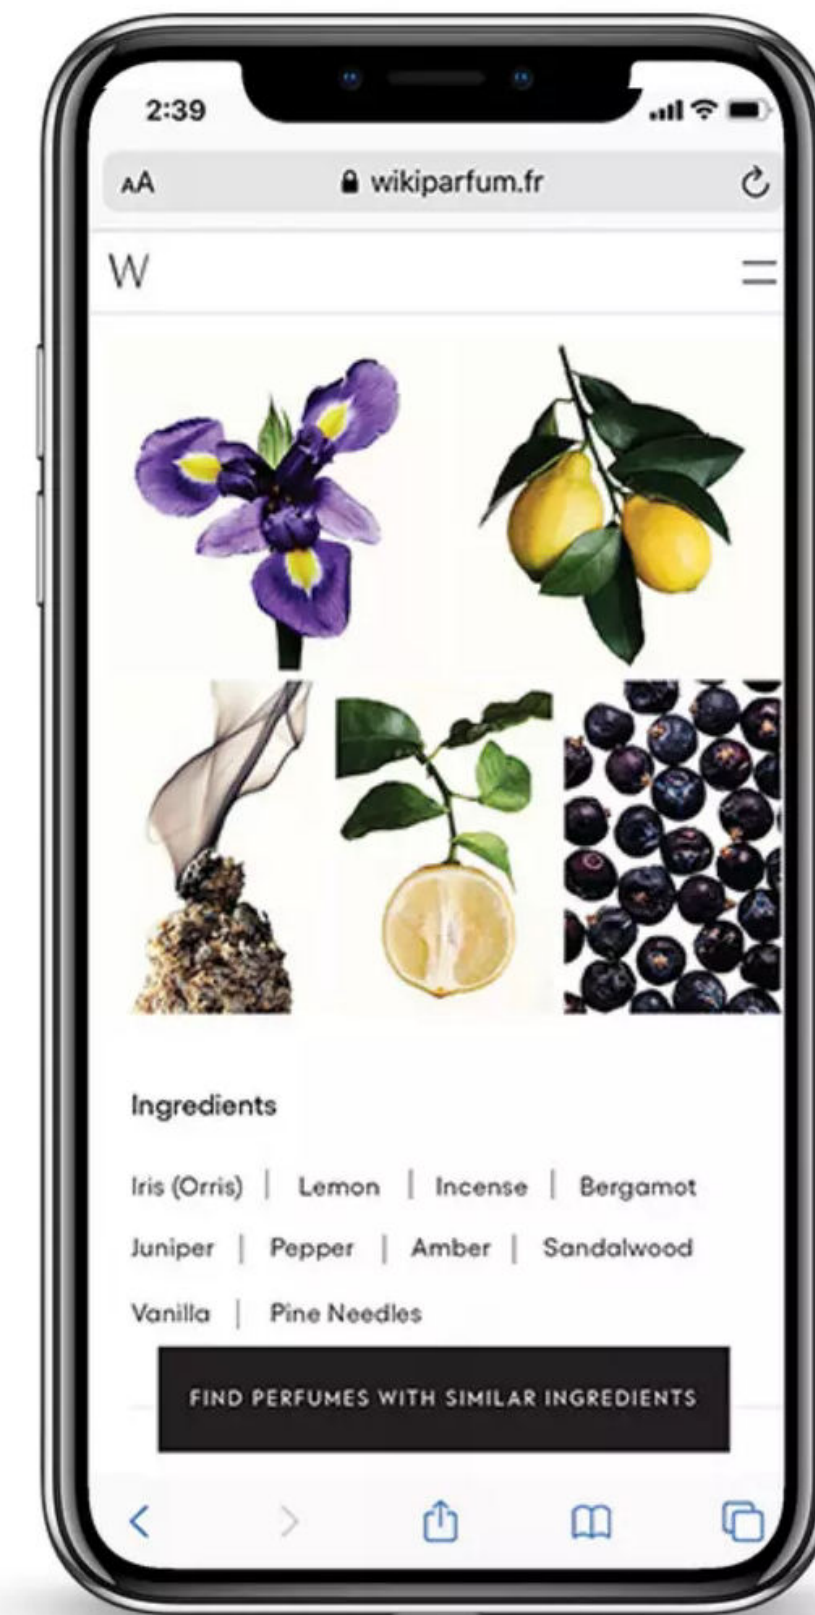 2:39
AA wikiparfum.fr
W
Ingredients
Iris (Orris) | Lemon | Incense | Bergamot
Juniper | Pepper | Amber | Sandalwood
Vanilla | Pine Needles
FIND PERFUMES WITH SIMILAR INGREDIENTS